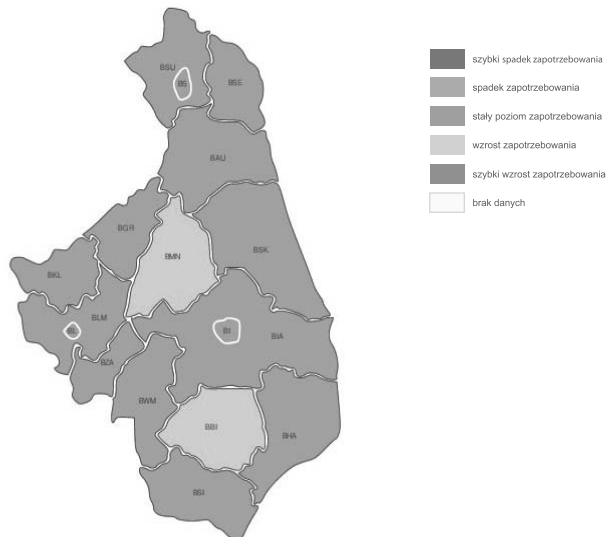 BSU
BS
BSE
BAU
BGR
BMN
BSK
BKL
BLM
BL
BI
BIA
BZA
BWM
BBI
BHA
BSI
szybki spadek zapotrzebowania
spadek zapotrzebowania
stały poziom zapotrzebowania
wzrost zapotrzebowania
szybki wzrost zapotrzebowania
brak danych